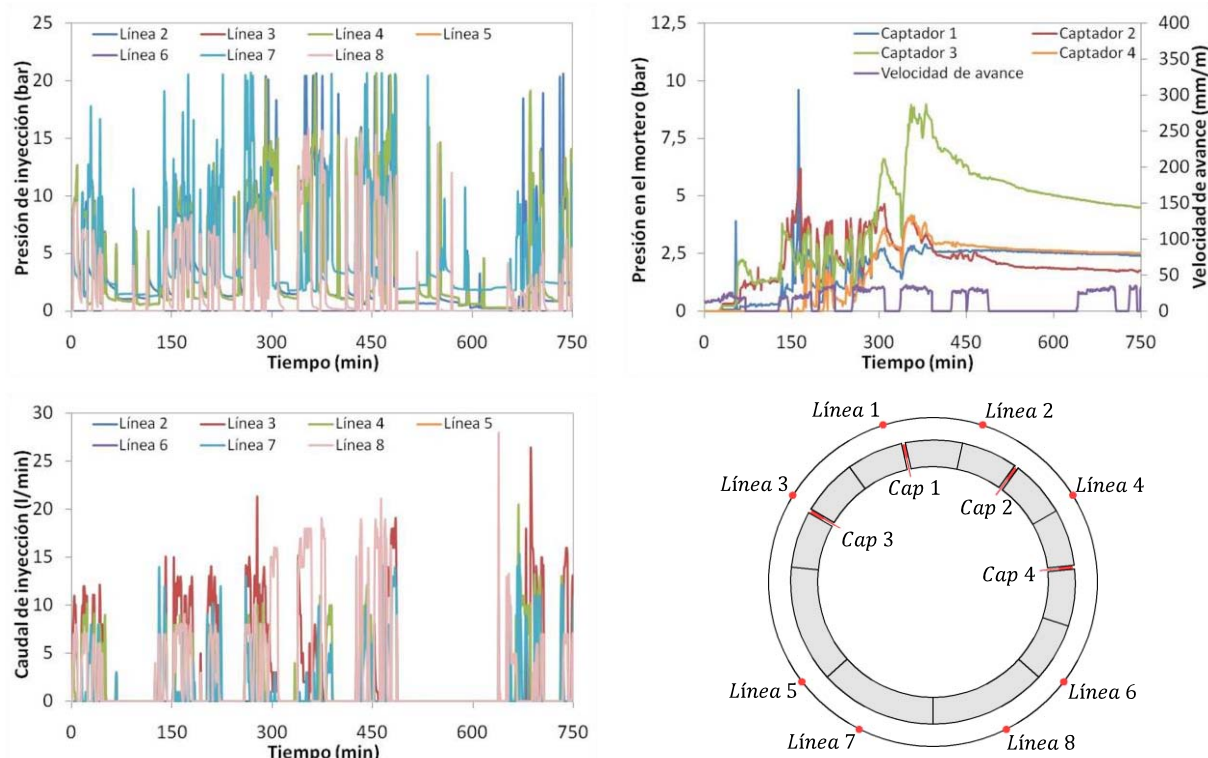 Presión de inyección (bar)
25
20
15
10
5
0
Línea 2 Línea 3 Línea 4 Línea 5
Línea 6 Línea 7 Línea 8
0 150 300 450 600 750
Tiempo (min)
Presión en el mortero (bar)
12,5
10
7,5
5
2,5
0
Captador 1 Captador 2
Captador 3 Captador 4
Velocidad de avance
400
350
300
250
200
150
100
50
0
Velocidad de avance (mm/m)
0 150 300 450 600 750
Tiempo (min)
Caudal de inyección (l/min)
30
25
20
15
10
5
0
Línea 2 Línea 3 Línea 4 Línea 5
Línea 6 Línea 7 Línea 8
0 150 300 450 600 750
Tiempo (min)
Línea 1 Línea 2
Línea 3 Cap 1 Cap 2 Línea 4
Cap 3
Cap 4
Línea 5 Línea 6
Línea 7 Línea 8